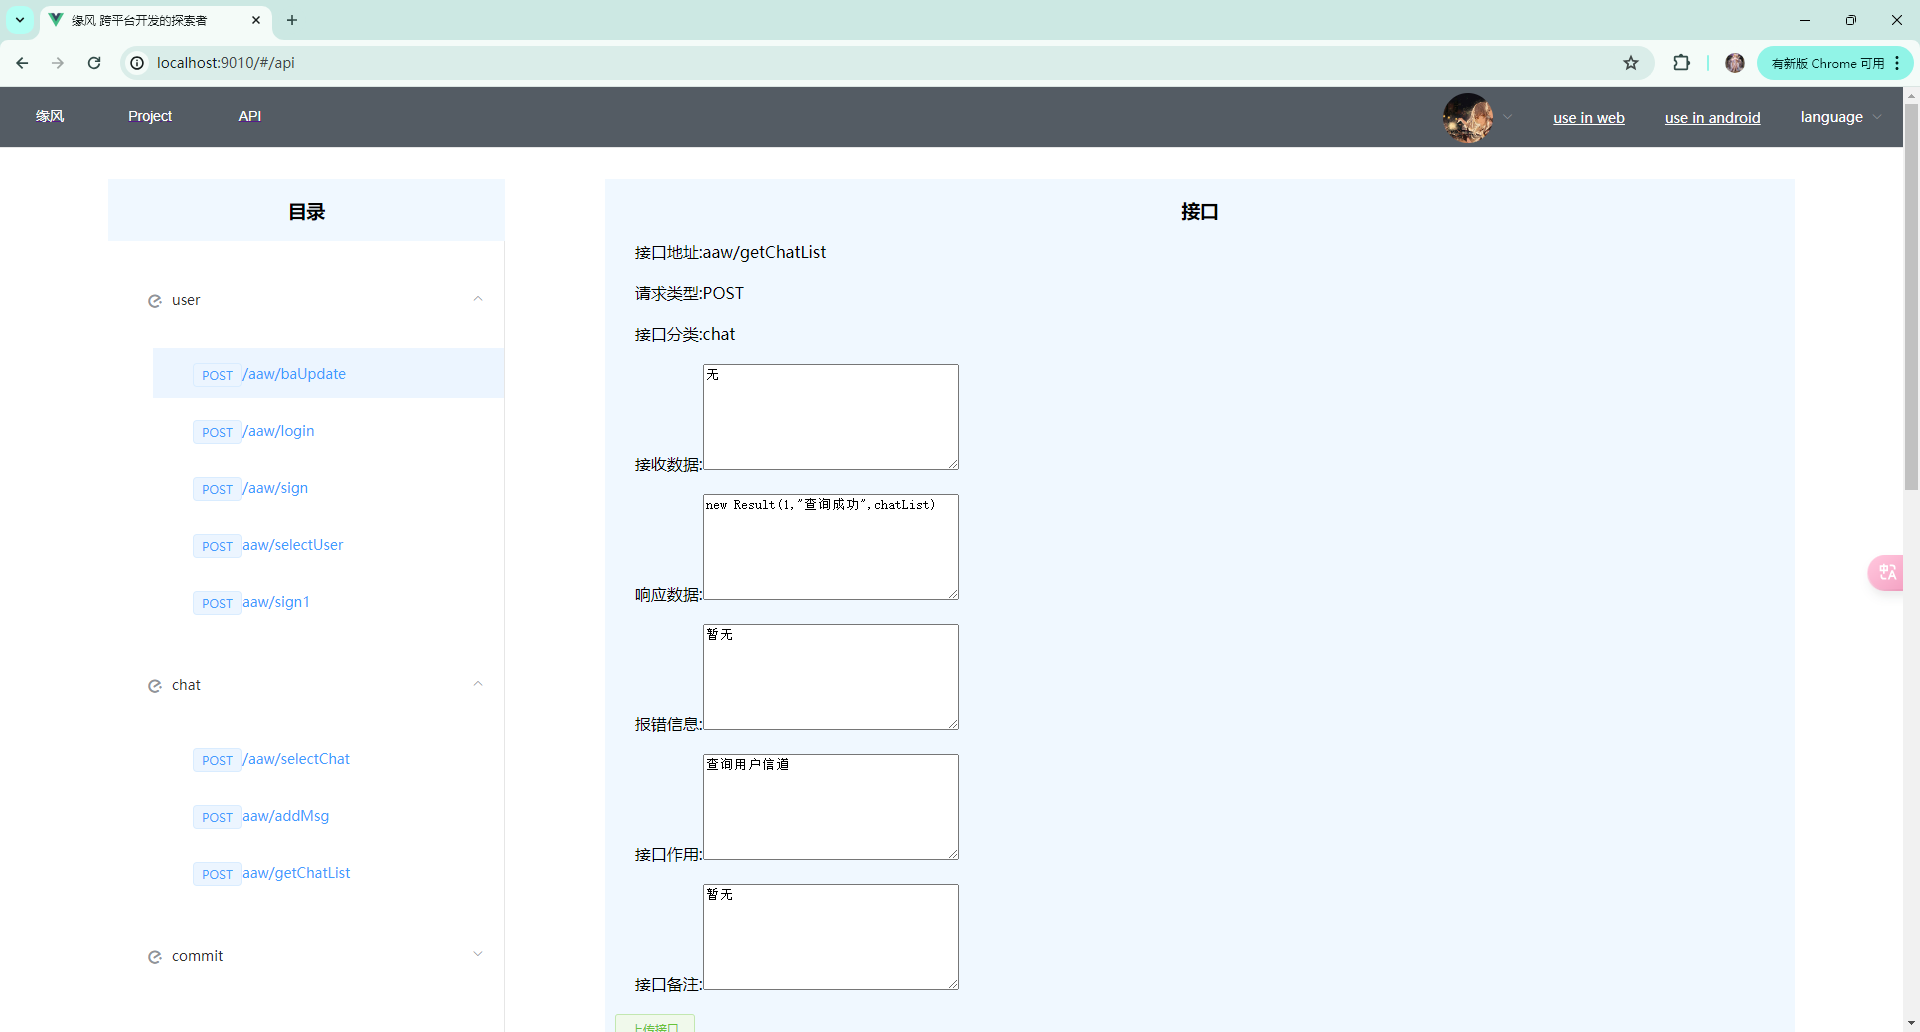 缘风 跨平台开发的探索者
localhost:9010/#/api
有新版 Chrome 可用
缘风 Project API use in web use in android language
目录
user
POST /aaw/baUpdate
POST /aaw/login
POST /aaw/sign
POST aaw/selectUser
POST aaw/sign1
chat
POST /aaw/selectChat
POST aaw/addMsg
POST aaw/getChatList
commit
接口
接口地址:aaw/getChatList
请求类型:POST
接口分类:chat
无
接收数据:
new Result(1,"查询成功",chatList)
响应数据:
暂无
报错信息:
查询用户信道
接口作用:
暂无
接口备注:
上传接口
中A